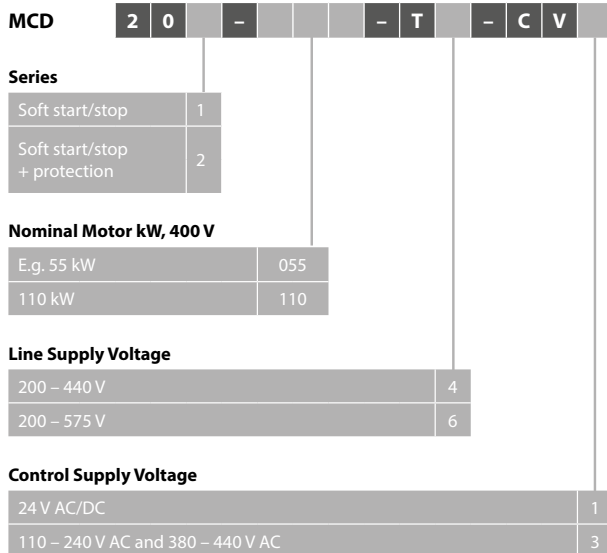 MCD 2 0 – – T – C V
Series
Soft start/stop 1
Soft start/stop
+ protection 2
Nominal Motor kW, 400 V
E.g. 55 kW 055
110 kW 110
Line Supply Voltage
200 – 440 V 4
200 – 575 V 6
Control Supply Voltage
24 V AC/DC 1
110 – 240 V AC and 380 – 440 V AC 3